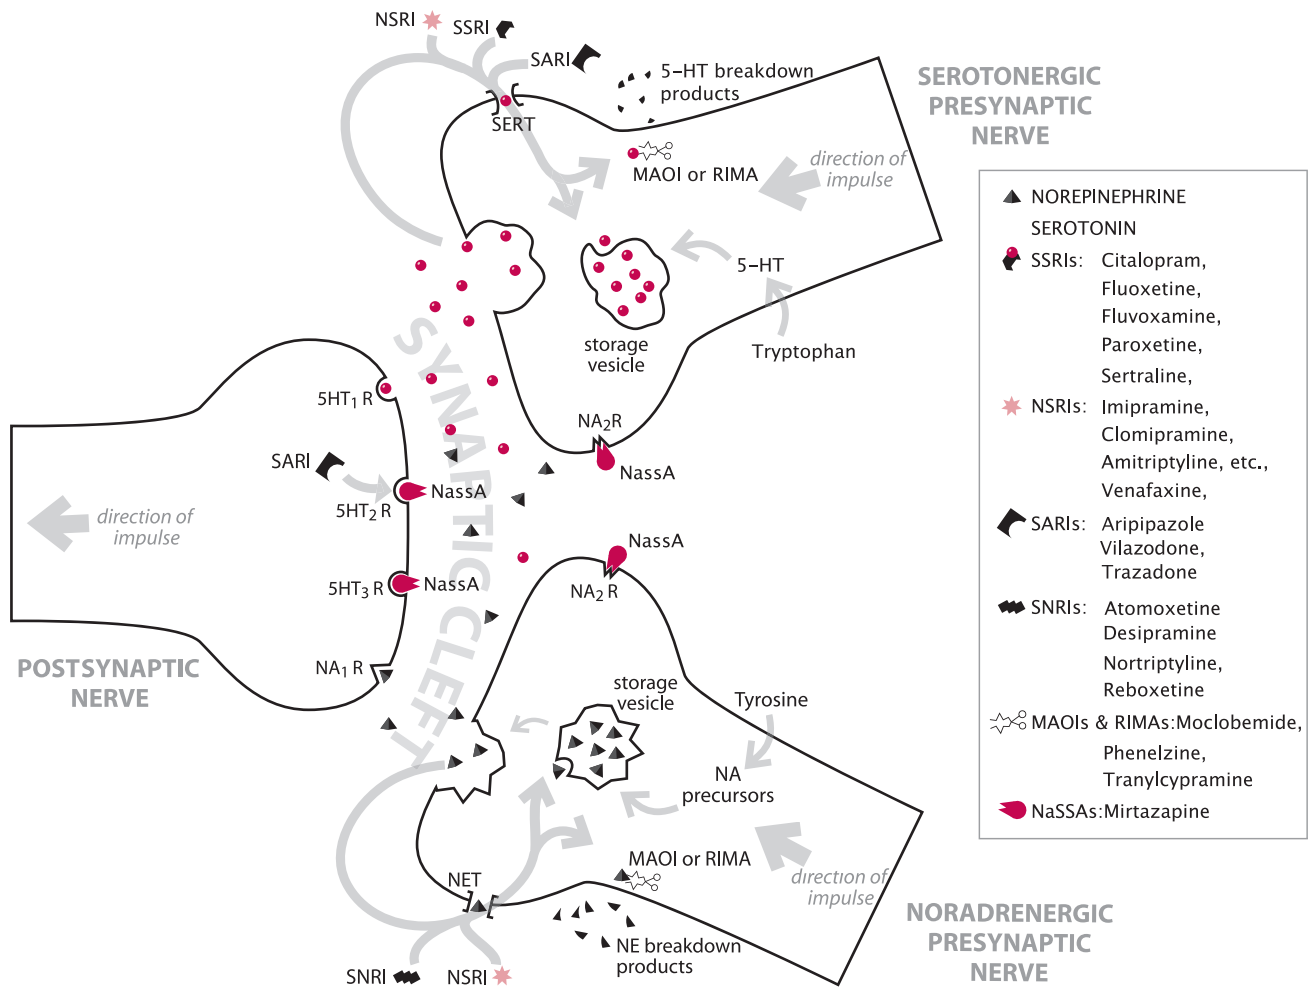 NSRI
SSRI
SARI
SERT
5-HT breakdown
products
MAOI or RIMA
direction of
impulse
SEROTONERGIC
PRESYNAPTIC
NERVE
5-HT
Tryptophan
storage
vesicle
SYNAPTIC CLEFT
NA2R
NassA
5HT1 R
SARI
5HT2 R
NassA
5HT3 R
NassA
NA1 R
direction of
impulse
POSTSYNAPTIC
NERVE
NassA
NA2 R
storage
vesicle
Tyrosine
NA
precursors
MAOI or RIMA
direction of
impulse
NET
SNRI
NSRI
NE breakdown
products
NORADRENERGIC
PRESYNAPTIC
NERVE
NOREPINEPHRINE
SEROTONIN
SSRIs: Citalopram,
Fluoxetine,
Fluvoxamine,
Paroxetine,
Sertraline,
NSRIs: Imipramine,
Clomipramine,
Amitriptyline, etc.,
Venafaxine,
SARIs: Aripipazole
Vilazodone,
Trazadone
SNRIs: Atomoxetine
Desipramine
Nortriptyline,
Reboxetine
MAOIs & RIMAs:Moclobemide,
Phenelzine,
Tranylcypramine
NaSSAs:Mirtazapine